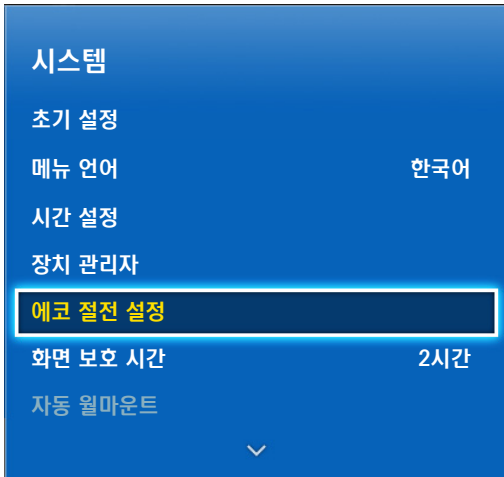 시스템
초기 설정
메뉴 언어 한국어
시간 설정
장치 관리자
에코 절전 설정
화면 보호 시간 2시간
자동 월마운트